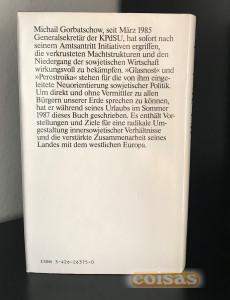 Michail Gorbatschow, seit März 1985
Generalsekretär der KPdSU, hat sofort nach
seinem Amtsantritt Initiativen ergriffen,
die verkrusteten Machtstrukturen und den
Niedergang der sowjetischen Wirtschaft
wirkungsvoll zu bekämpfen. »Glasnost« und
»Perestroika« stehen für die von ihm einge-
leitete Neuorientierung sowjetischer Politik.
Um direkt und ohne Vermittler zu allen
Bürgern unserer Erde sprechen zu können,
hat er während seines Urlaubs im Sommer
1987 dieses Buch geschrieben. Es enthält Vor-
stellungen und Ziele für eine radikale Um-
gestaltung innersowjetischer Verhältnisse
und die verstärkte Zusammenarbeit seines
Landes mit dem westlichen Europa.
ISBN 3-426-26375-0
coisas